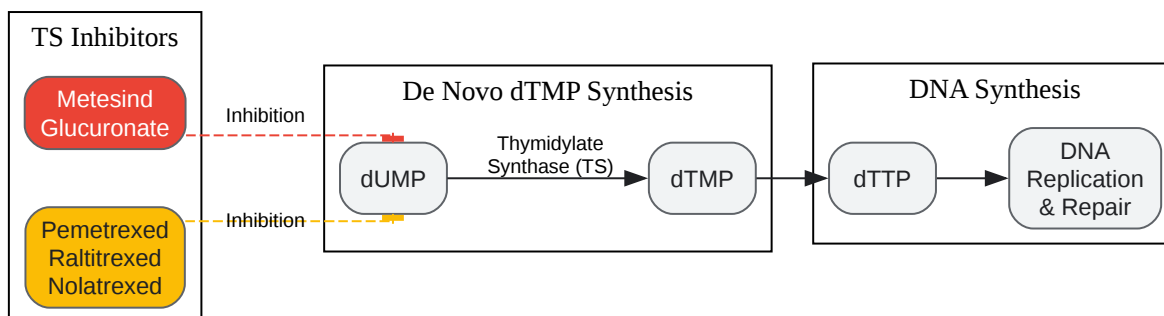 TS Inhibitors
Metesind
Glucuronate
Pemetrexed
Raltitrexed
Nolatrexed
Inhibition
Inhibition
De Novo dTMP Synthesis
dUMP
Thymidylate
Synthase (TS)
dTMP
DNA Synthesis
dTTP
DNA
Replication
& Repair